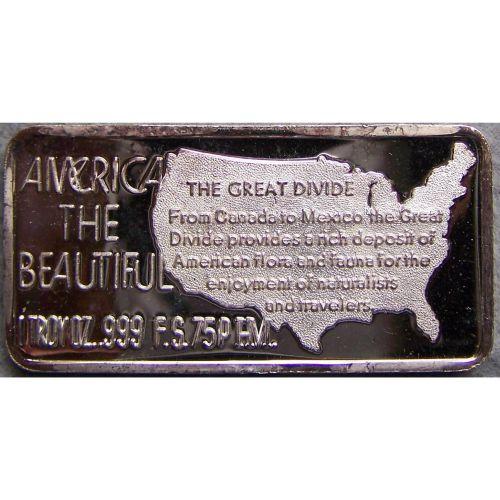 AMERICA
THE
BEAUTIFUL
1 TROY OZ. .999 F.S. 75P H.M.
THE GREAT DIVIDE
From Canada to Mexico the Great
Divide provides a rich deposit of
American flora and fauna for the
enjoyment of naturalists
and travelers